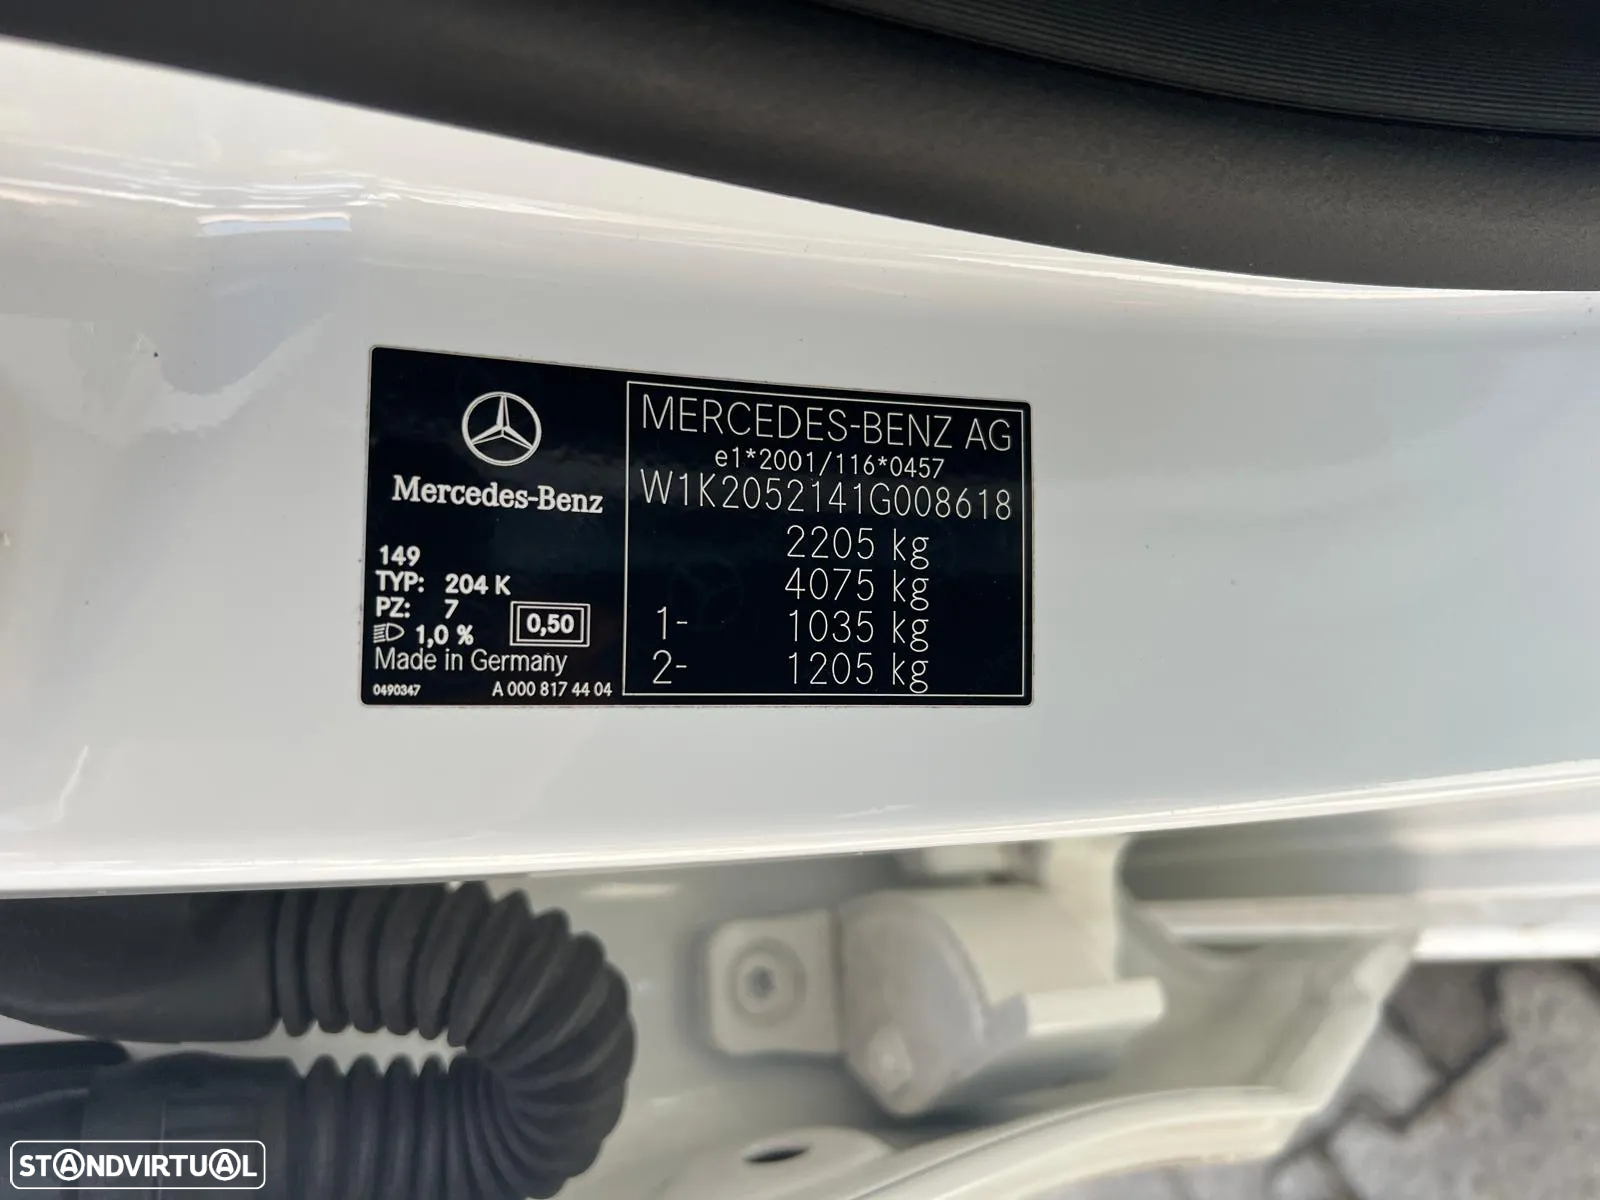 Mercedes-Benz
149
TYP: 204 K
PZ: 7
1,0 %
0,50
Made in Germany
0490347 A 000 817 44 04
MERCEDES-BENZ AG
e1*2001/116*0457
W1K2052141G008618
2205 kg
4075 kg
1- 1035 kg
2- 1205 kg
STANDVIRTUAL